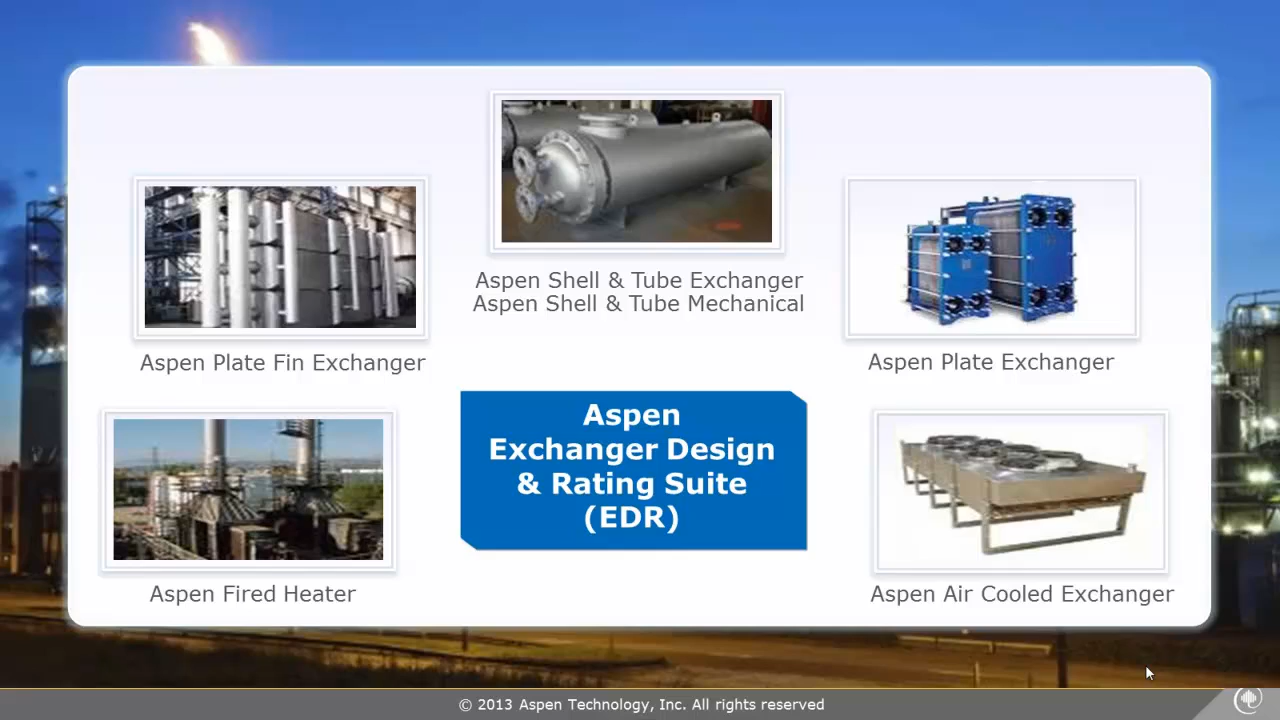 Aspen Shell & Tube Exchanger
Aspen Shell & Tube Mechanical
Aspen Plate Fin Exchanger
Aspen Plate Exchanger
Aspen
Exchanger Design
& Rating Suite
(EDR)
Aspen Fired Heater
Aspen Air Cooled Exchanger
© 2013 Aspen Technology, Inc. All rights reserved